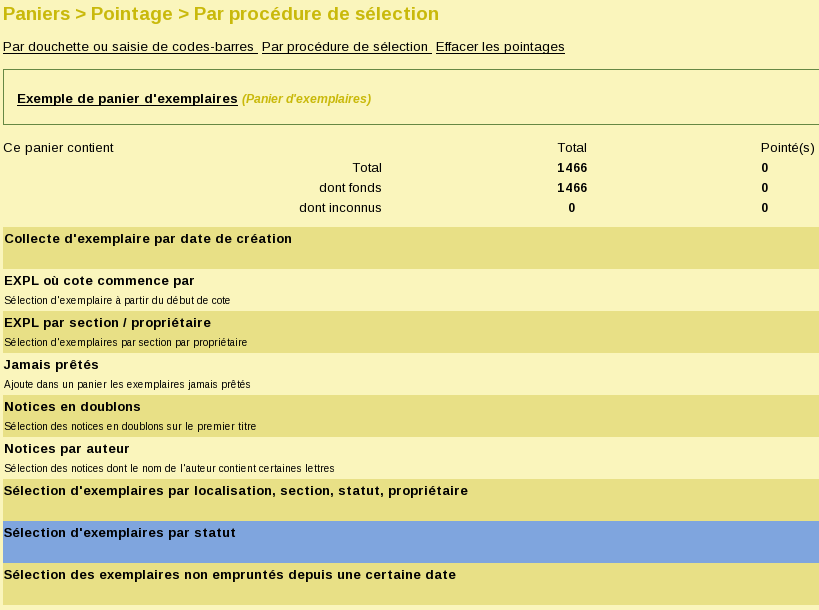 Paniers > Pointage > Par procédure de sélection
Par douchette ou saisie de codes-barres Par procédure de sélection Effacer les pointages
Exemple de panier d'exemplaires (Panier d'exemplaires)
Ce panier contient Total Pointé(s)
Total 1466 0
dont fonds 1466 0
dont inconnus 0 0
Collecte d'exemplaire par date de création
EXPL où cote commence par
Sélection d'exemplaire à partir du début de cote
EXPL par section / propriétaire
Sélection d'exemplaires par section par propriétaire
Jamais prêtés
Ajoute dans un panier les exemplaires jamais prêtés
Notices en doublons
Sélection des notices en doublons sur le premier titre
Notices par auteur
Sélection des notices dont le nom de l'auteur contient certaines lettres
Sélection d'exemplaires par localisation, section, statut, propriétaire
Sélection d'exemplaires par statut
Sélection des exemplaires non empruntés depuis une certaine date